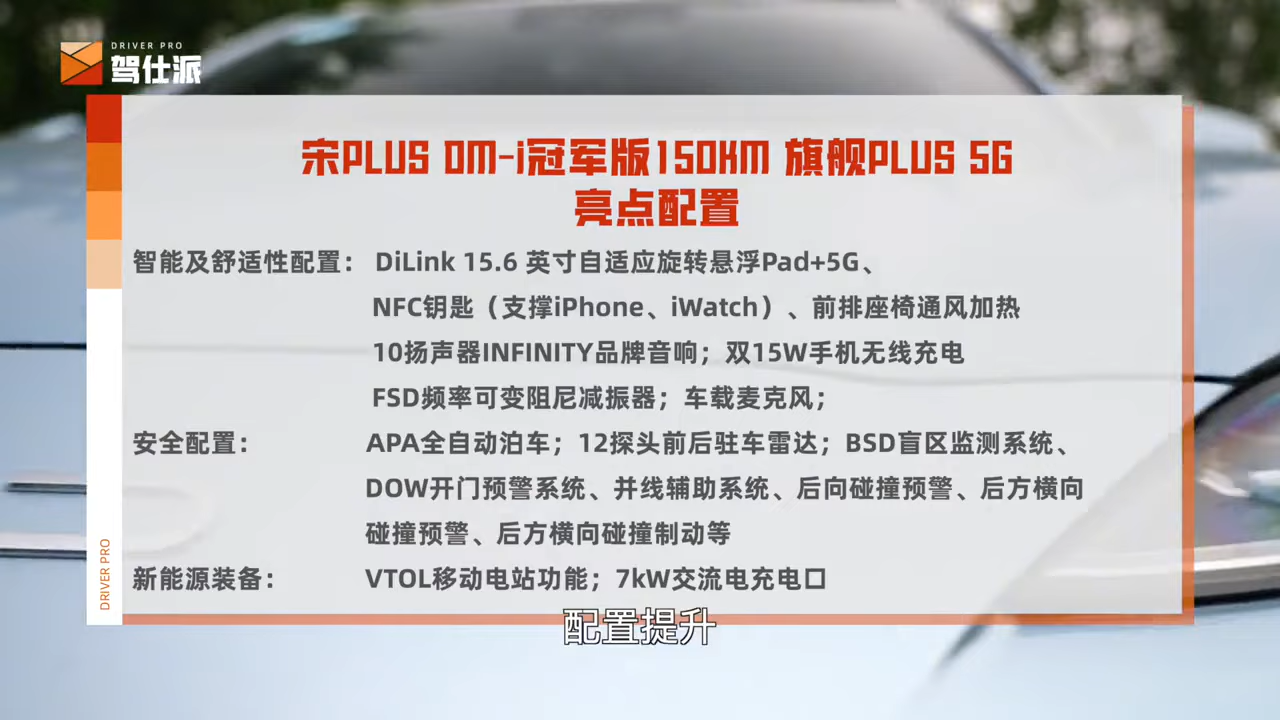 DRIVER PRO
驾仕派
宋PLUS DM-i冠军版150KM 旗舰PLUS 5G
亮点配置
智能及舒适性配置： DiLink 15.6 英寸自适应旋转悬浮Pad+5G、
NFC钥匙（支撑iPhone、iWatch）、前排座椅通风加热
10扬声器INFINITY品牌音响；双15W手机无线充电
FSD频率可变阻尼减振器；车载麦克风；
安全配置： APA全自动泊车；12探头前后驻车雷达；BSD盲区监测系统、
DOW开门预警系统、并线辅助系统、后向碰撞预警、后方横向
碰撞预警、后方横向碰撞制动等
新能源装备： VTOL移动电站功能；7kW交流电充电口
DRIVER PRO
配置提升